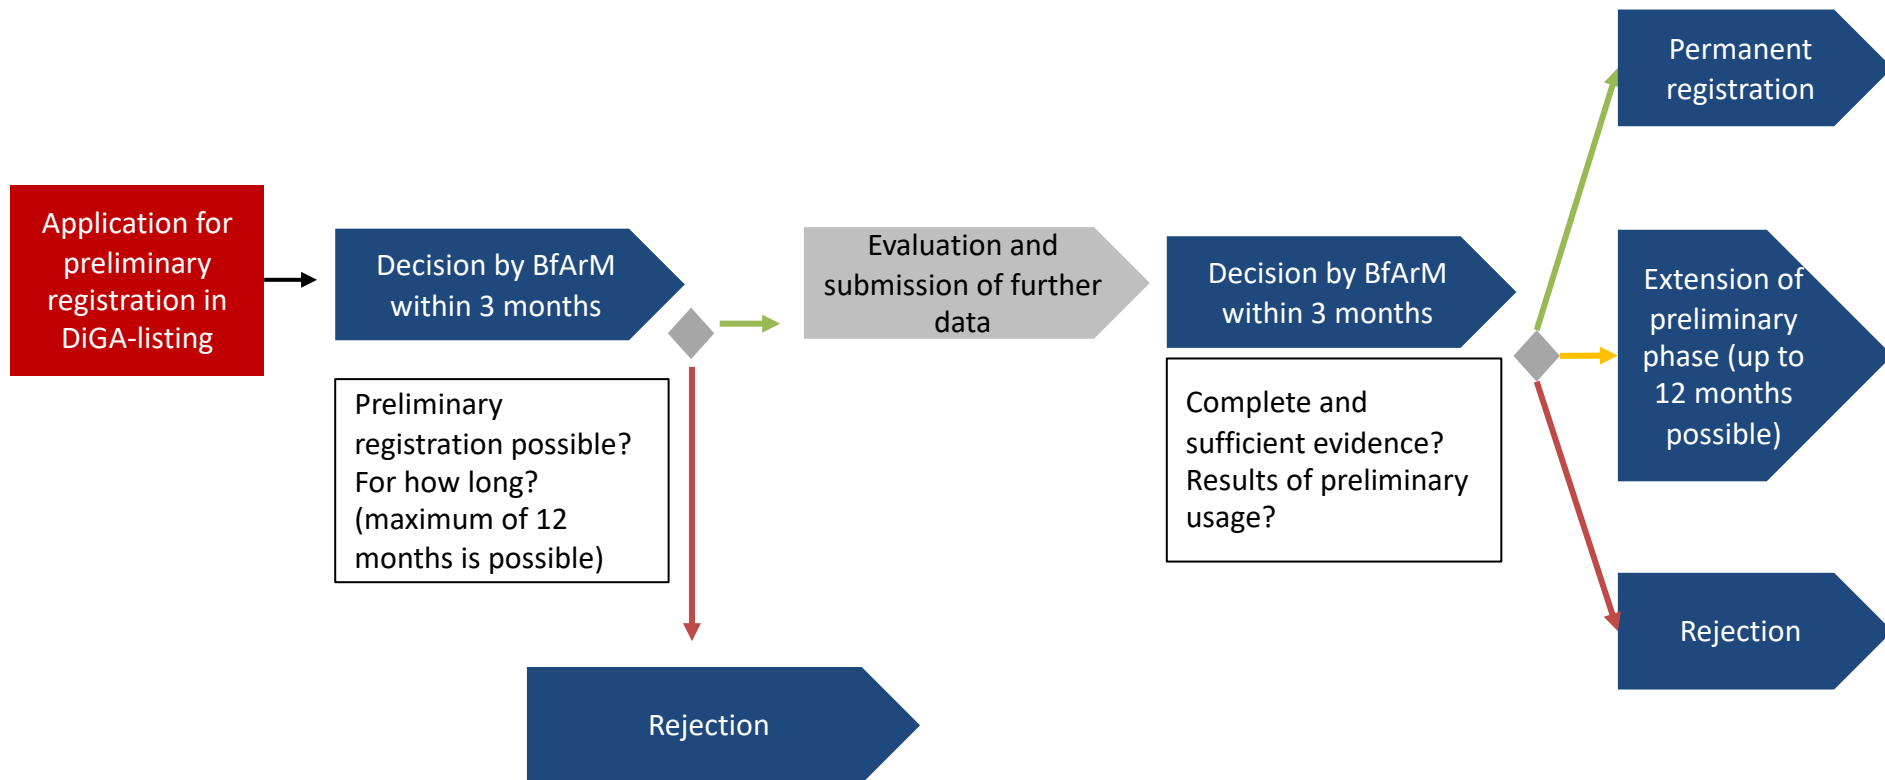 Application for
preliminary
registration in
DiGA-listing
Decision by BfArM
within 3 months
Preliminary
registration possible?
For how long?
(maximum of 12
months is possible)
Rejection
Evaluation and
submission of further
data
Decision by BfArM
within 3 months
Complete and
sufficient evidence?
Results of preliminary
usage?
Permanent
registration
Extension of
preliminary
phase (up to
12 months
possible)
Rejection